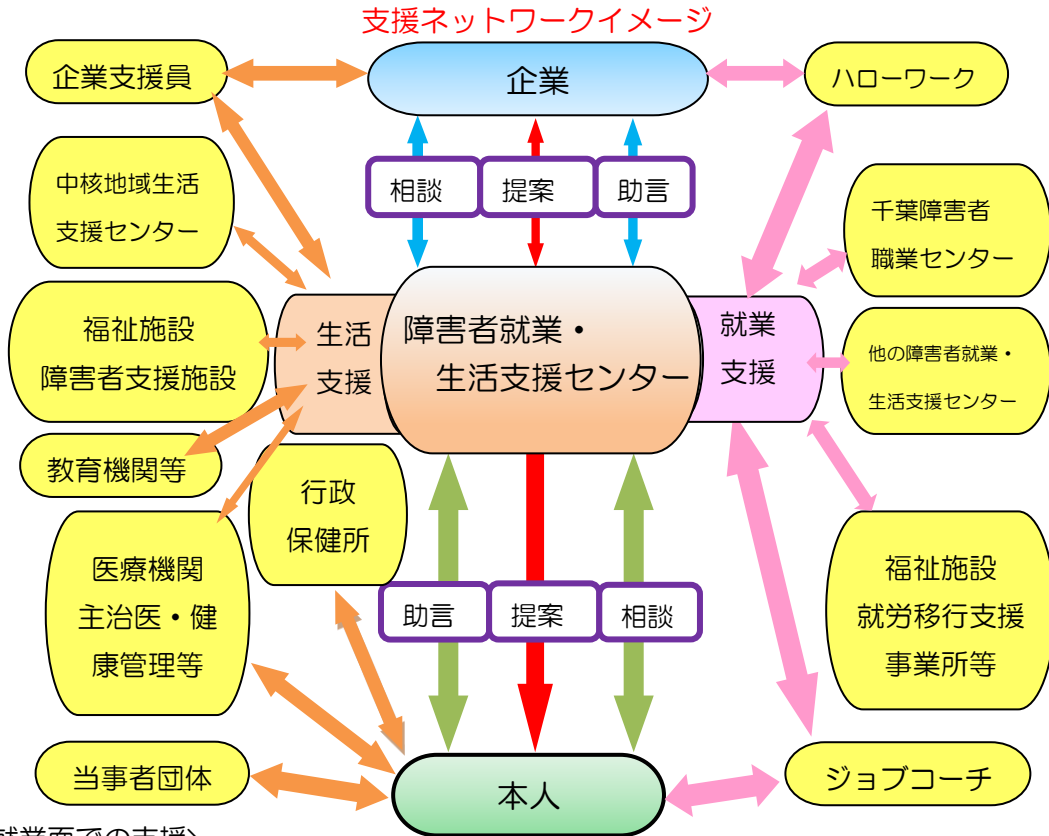 支援ネットワークイメージ
企業支援員
企業
ハローワーク
中核地域生活
支援センター
相談
提案
助言
千葉障害者
職業センター
福祉施設
障害者支援施設
生活
支援
障害者就業・
生活支援センター
就業
支援
他の障害者就業・
生活支援センター
教育機関等
行政
保健所
医療機関
主治医・健
康管理等
助言
提案
相談
福祉施設
就労移行支援
事業所等
当事者団体
本人
ジョブコーチ
就業面での支援>